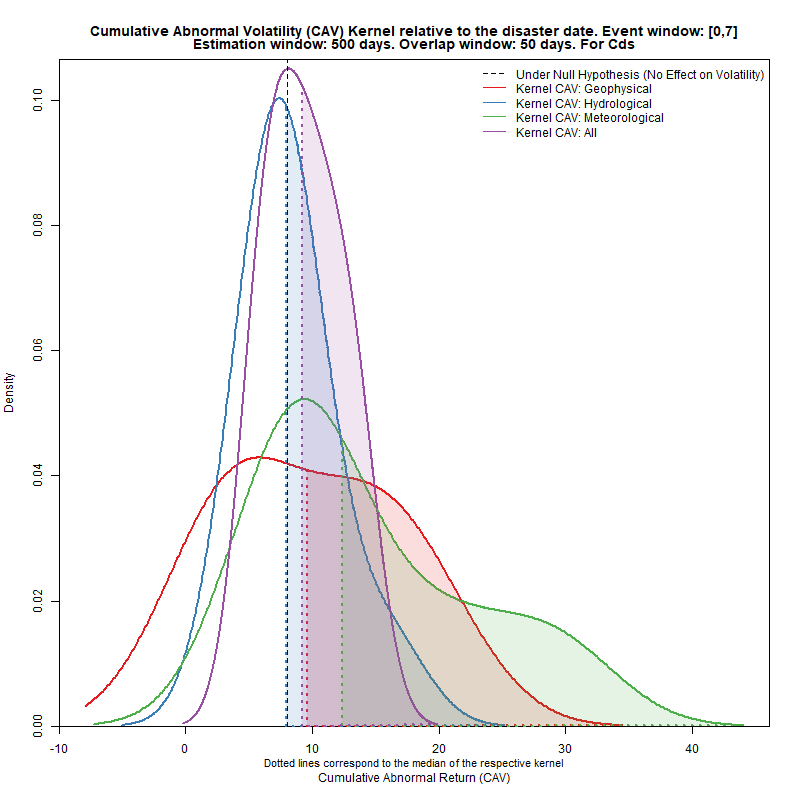 Cumulative Abnormal Volatility (CAV) Kernel relative to the disaster date. Event window: [0,7]
Estimation window: 500 days. Overlap window: 50 days. For Cds
Under Null Hypothesis (No Effect on Volatility)
Kernel CAV: Geophysical
Kernel CAV: Hydrological
Kernel CAV: Meteorological
Kernel CAV: All
Density
0.10
0.08
0.06
0.04
0.02
0.00
-10 0 10 20 30 40
Dotted lines correspond to the median of the respective kernel
Cumulative Abnormal Return (CAV)